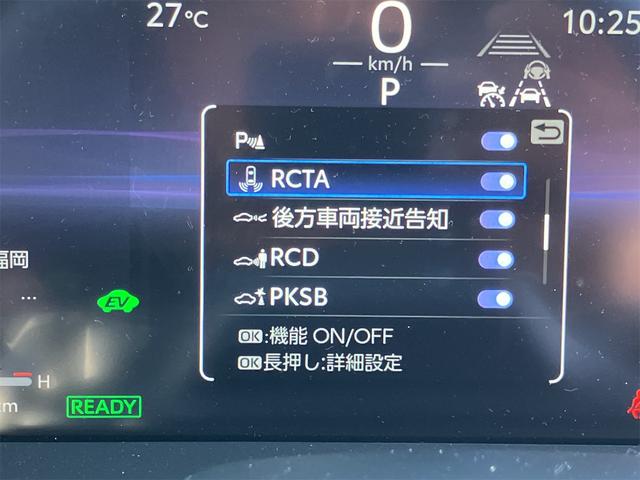 27℃
0
km/h
10:25
P
P
RCTA
後方車両接近告知
RCD
PKSB
OK:機能 ON/OFF
OK長押し:詳細設定
福岡
...
EV
H
km
READY